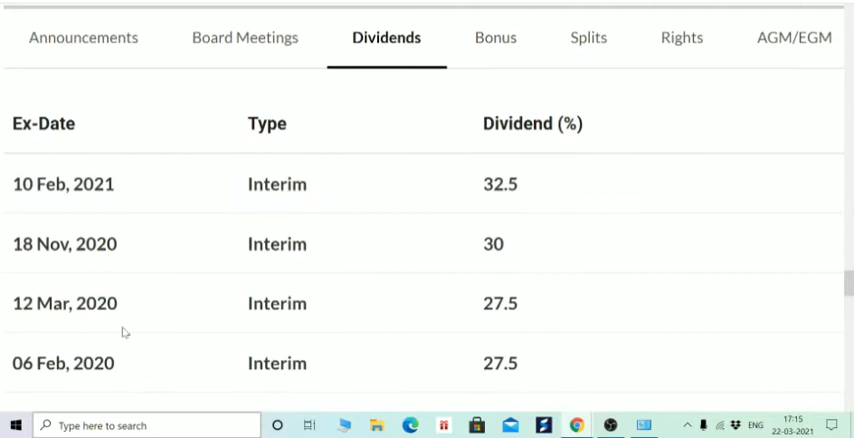 Announcements Board Meetings Dividends Bonus Splits Rights AGM/EGM
Ex-Date Type Dividend (%)
10 Feb, 2021 Interim 32.5
18 Nov, 2020 Interim 30
12 Mar, 2020 Interim 27.5
06 Feb, 2020 Interim 27.5
Type here to search ENG 17:15
22-03-2021